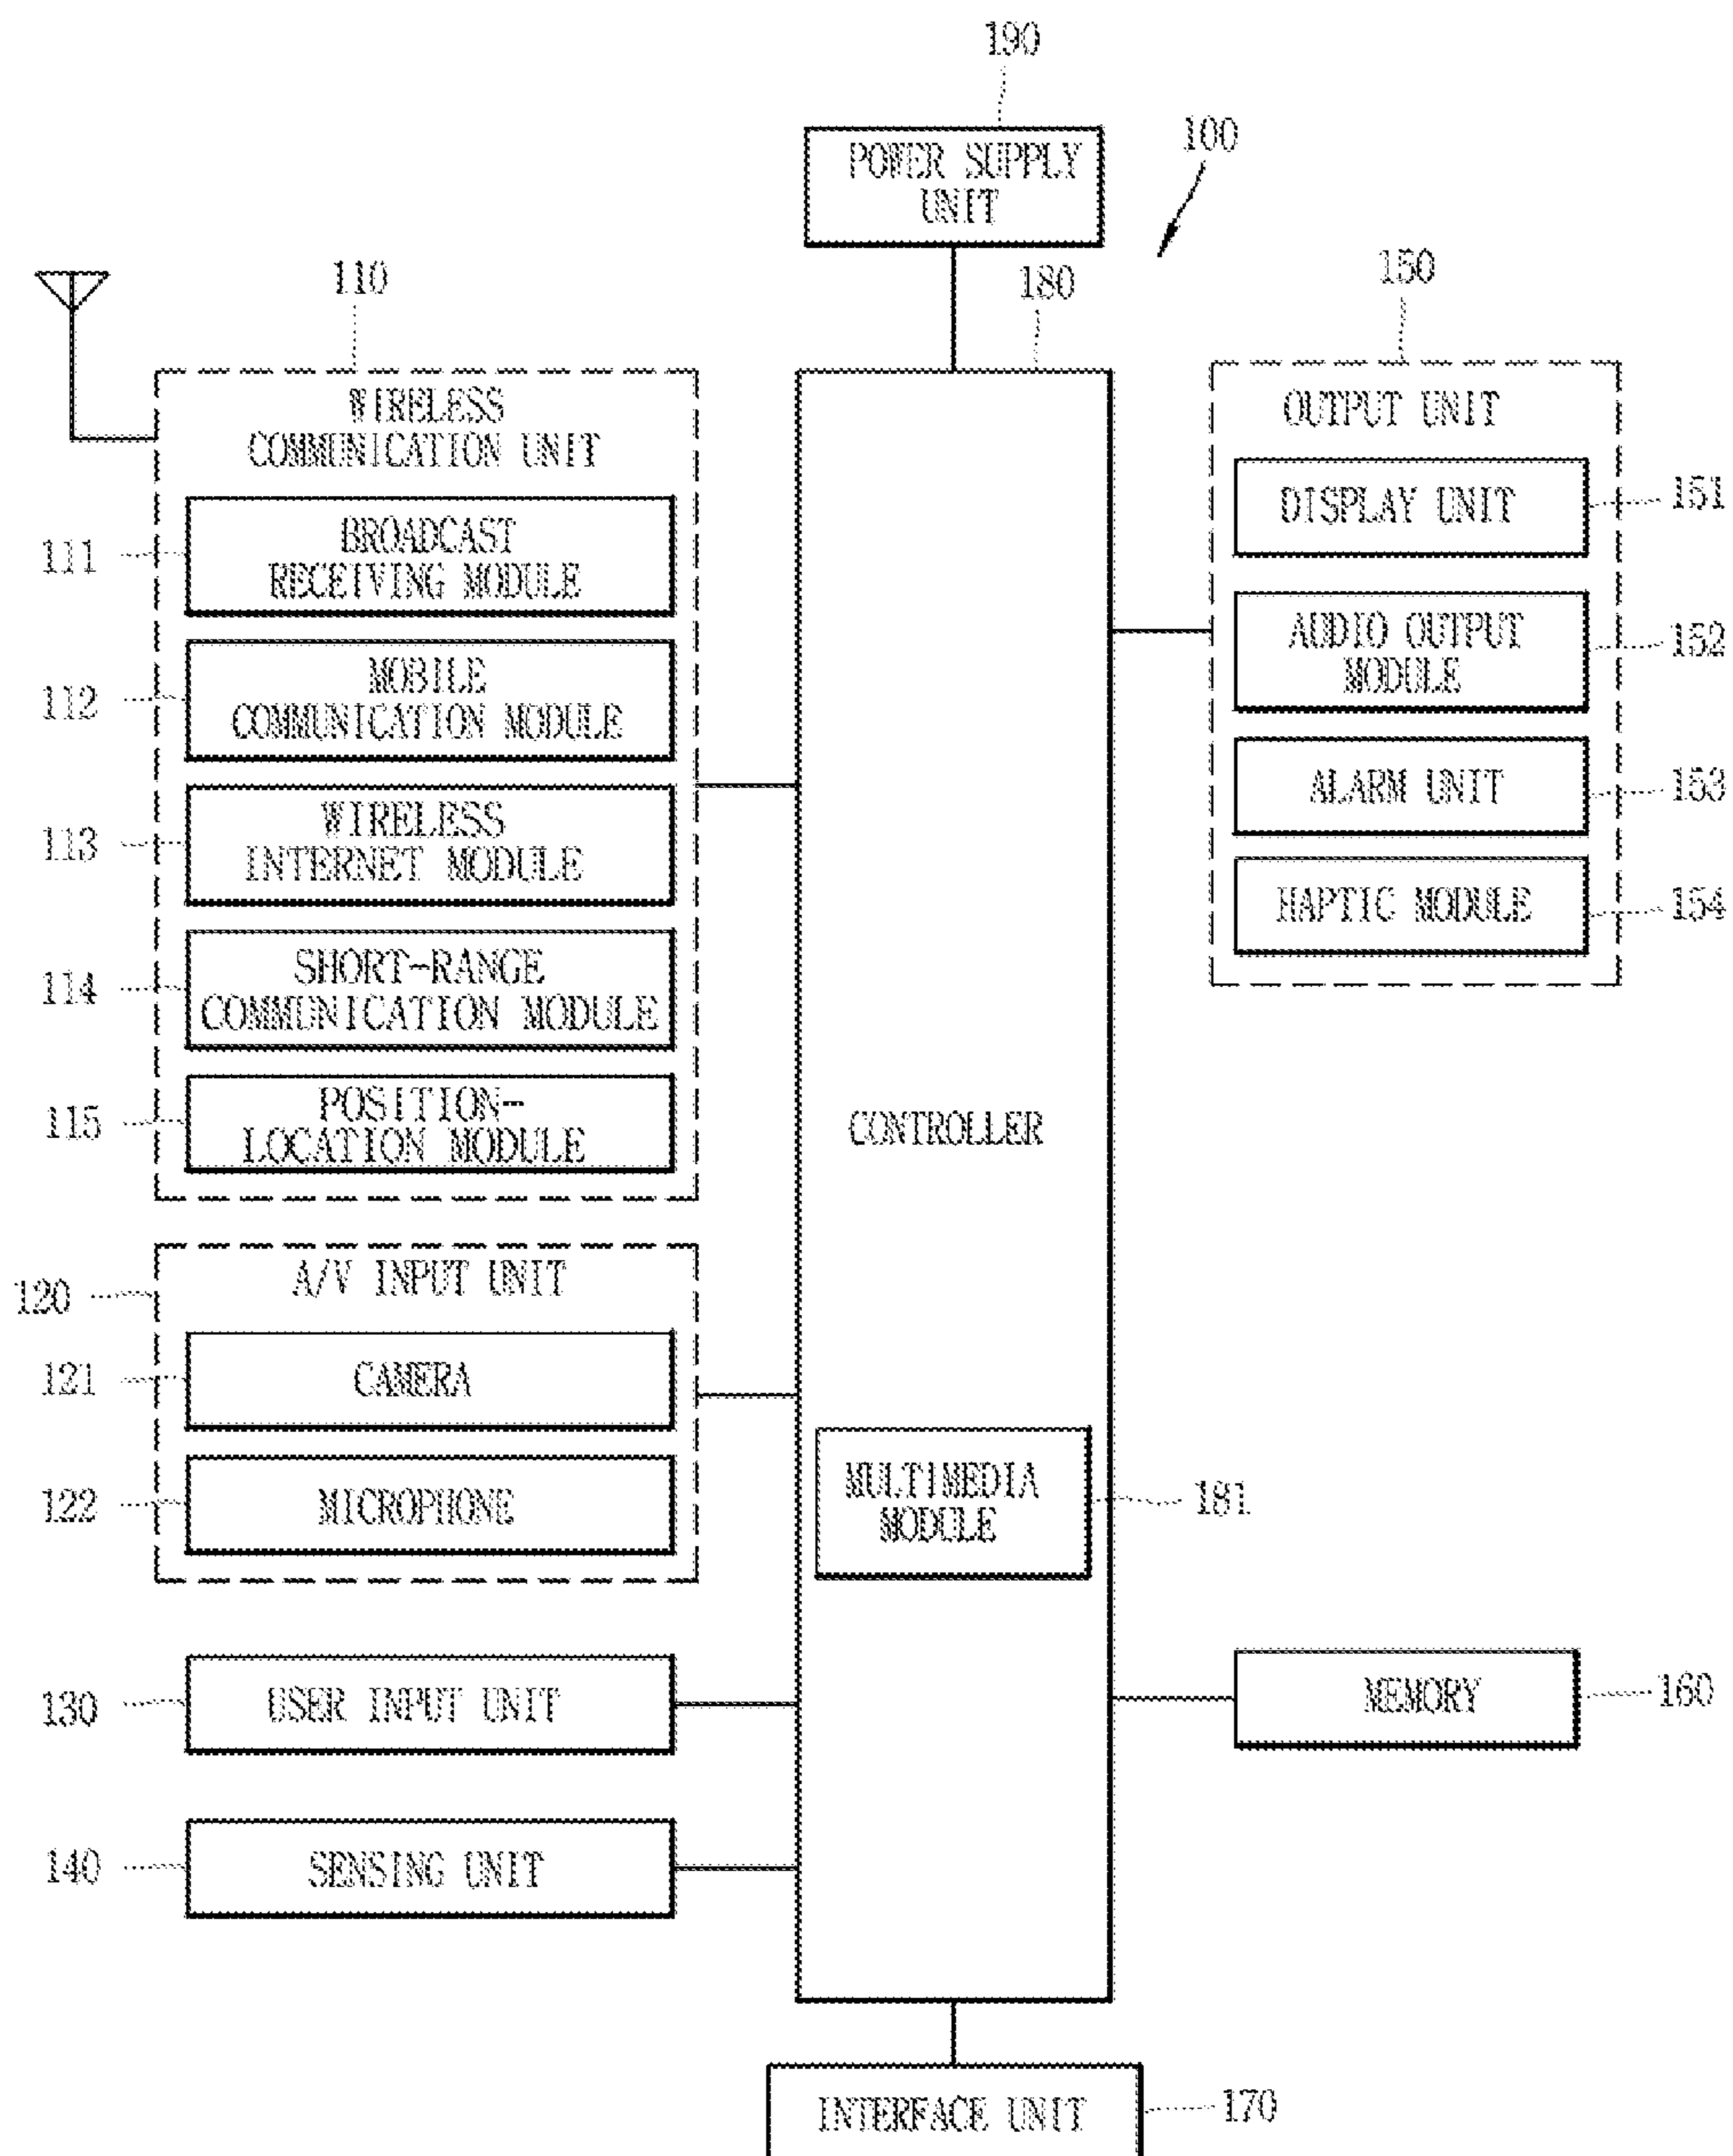 190
POWER SUPPLY
UNIT
100
110
180
150
WIRELESS
COMMUNICATION UNIT
111
BROADCAST
RECEIVING MODULE
112
MOBILE
COMMUNICATION MODULE
113
WIRELESS
INTERNET MODULE
114
SHORT-RANGE
COMMUNICATION MODULE
115
POSITION-
LOCATION MODULE
120
A/V INPUT UNIT
121
CAMERA
122
MICROPHONE
130
USER INPUT UNIT
140
SENSING UNIT
CONTROLLER
MULTIMEDIA
MODULE
181
OUTPUT UNIT
DISPLAY UNIT
151
AUDIO OUTPUT
MODULE
152
ALARM UNIT
153
HAPTIC MODULE
154
MEMORY
160
INTERFACE UNIT
170